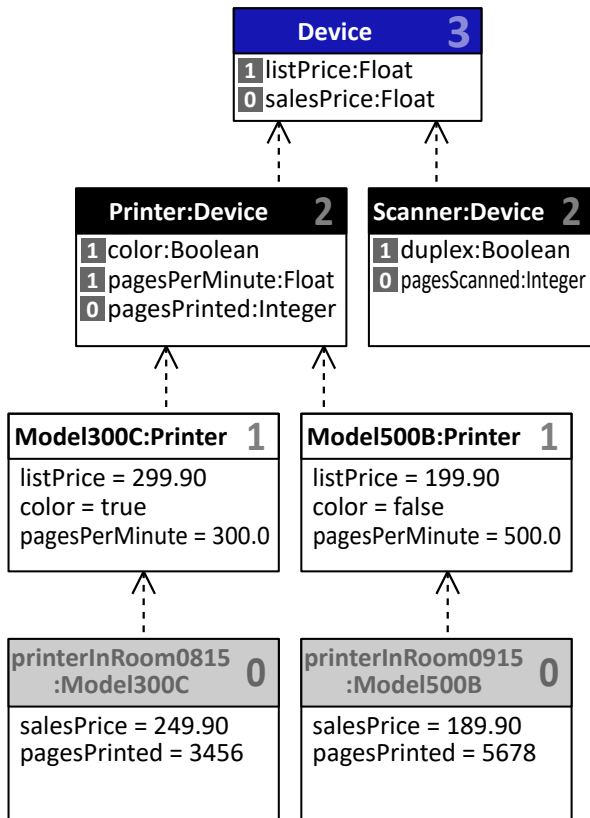 Device 3
1 listPrice:Float
0 salesPrice:Float
Printer:Device 2
1 color:Boolean
1 pagesPerMinute:Float
0 pagesPrinted:Integer
Scanner:Device 2
1 duplex:Boolean
0 pagesScanned:Integer
Model300C:Printer 1
listPrice = 299.90
color = true
pagesPerMinute = 300.0
Model500B:Printer 1
listPrice = 199.90
color = false
pagesPerMinute = 500.0
printerInRoom0815
:Model300C 0
salesPrice = 249.90
pagesPrinted = 3456
printerInRoom0915
:Model500B 0
salesPrice = 189.90
pagesPrinted = 5678